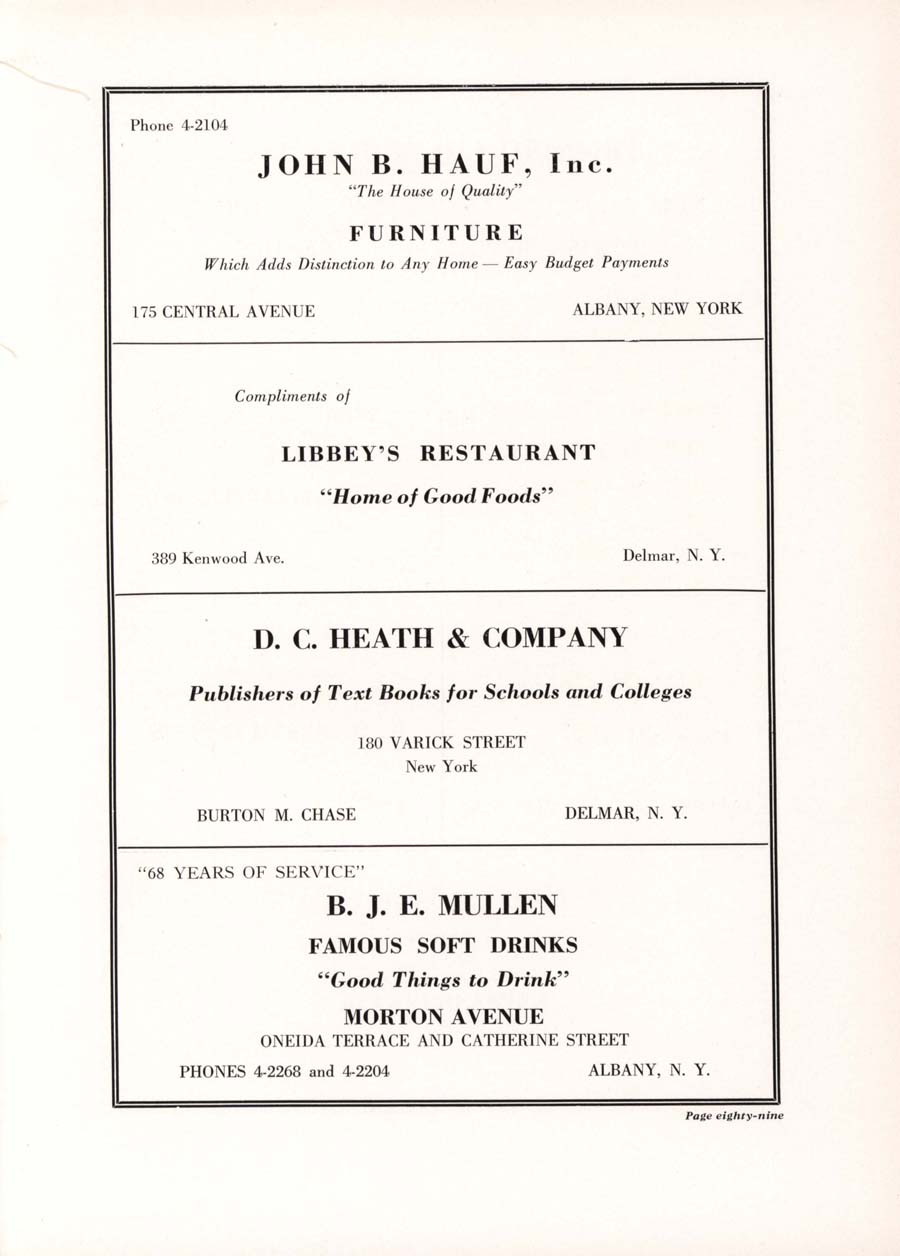 Phone 4-2104
JOHN B. HAUF, Inc.
“The House of Quality”
FURNITURE
Which Adds Distinction to Any Home — Easy Budget Payments
175 CENTRAL AVENUE ALBANY, NEW YORK
Compliments of
LIBBEY’S RESTAURANT
“Home of Good Foods”
389 Kenwood Ave. Delmar, N. Y.
D. C. HEATH & COMPANY
Publishers of Text Books for Schools and Colleges
180 VARICK STREET
New York
BURTON M. CHASE DELMAR, N. Y.
“68 YEARS OF SERVICE”
B. J. E. MULLEN
FAMOUS SOFT DRINKS
“Good Things to Drink”
MORTON AVENUE
ONEIDA TERRACE AND CATHERINE STREET
PHONES 4-2268 and 4-2204 ALBANY, N. Y.
Page eighty-nine